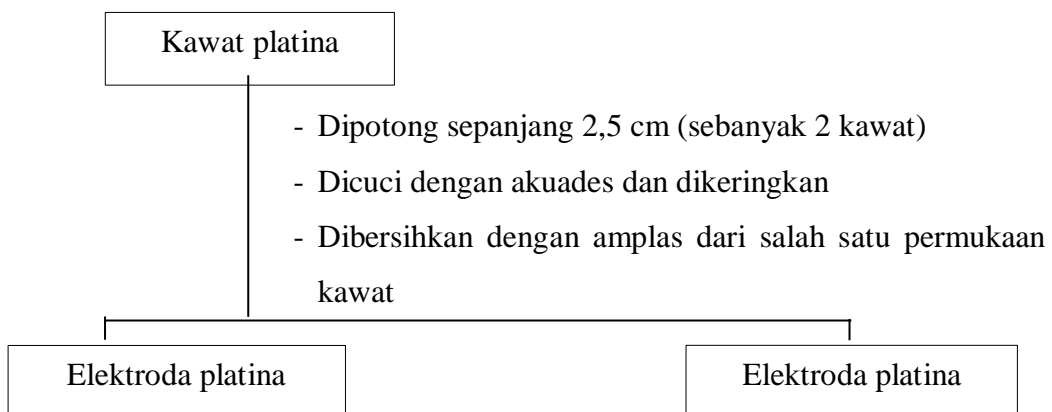 Kawat platina
- Dipotong sepanjang 2,5 cm (sebanyak 2 kawat)
- Dicuci dengan akuades dan dikeringkan
- Dibersihkan dengan amplas dari salah satu permukaan
kawat
Elektroda platina
Elektroda platina